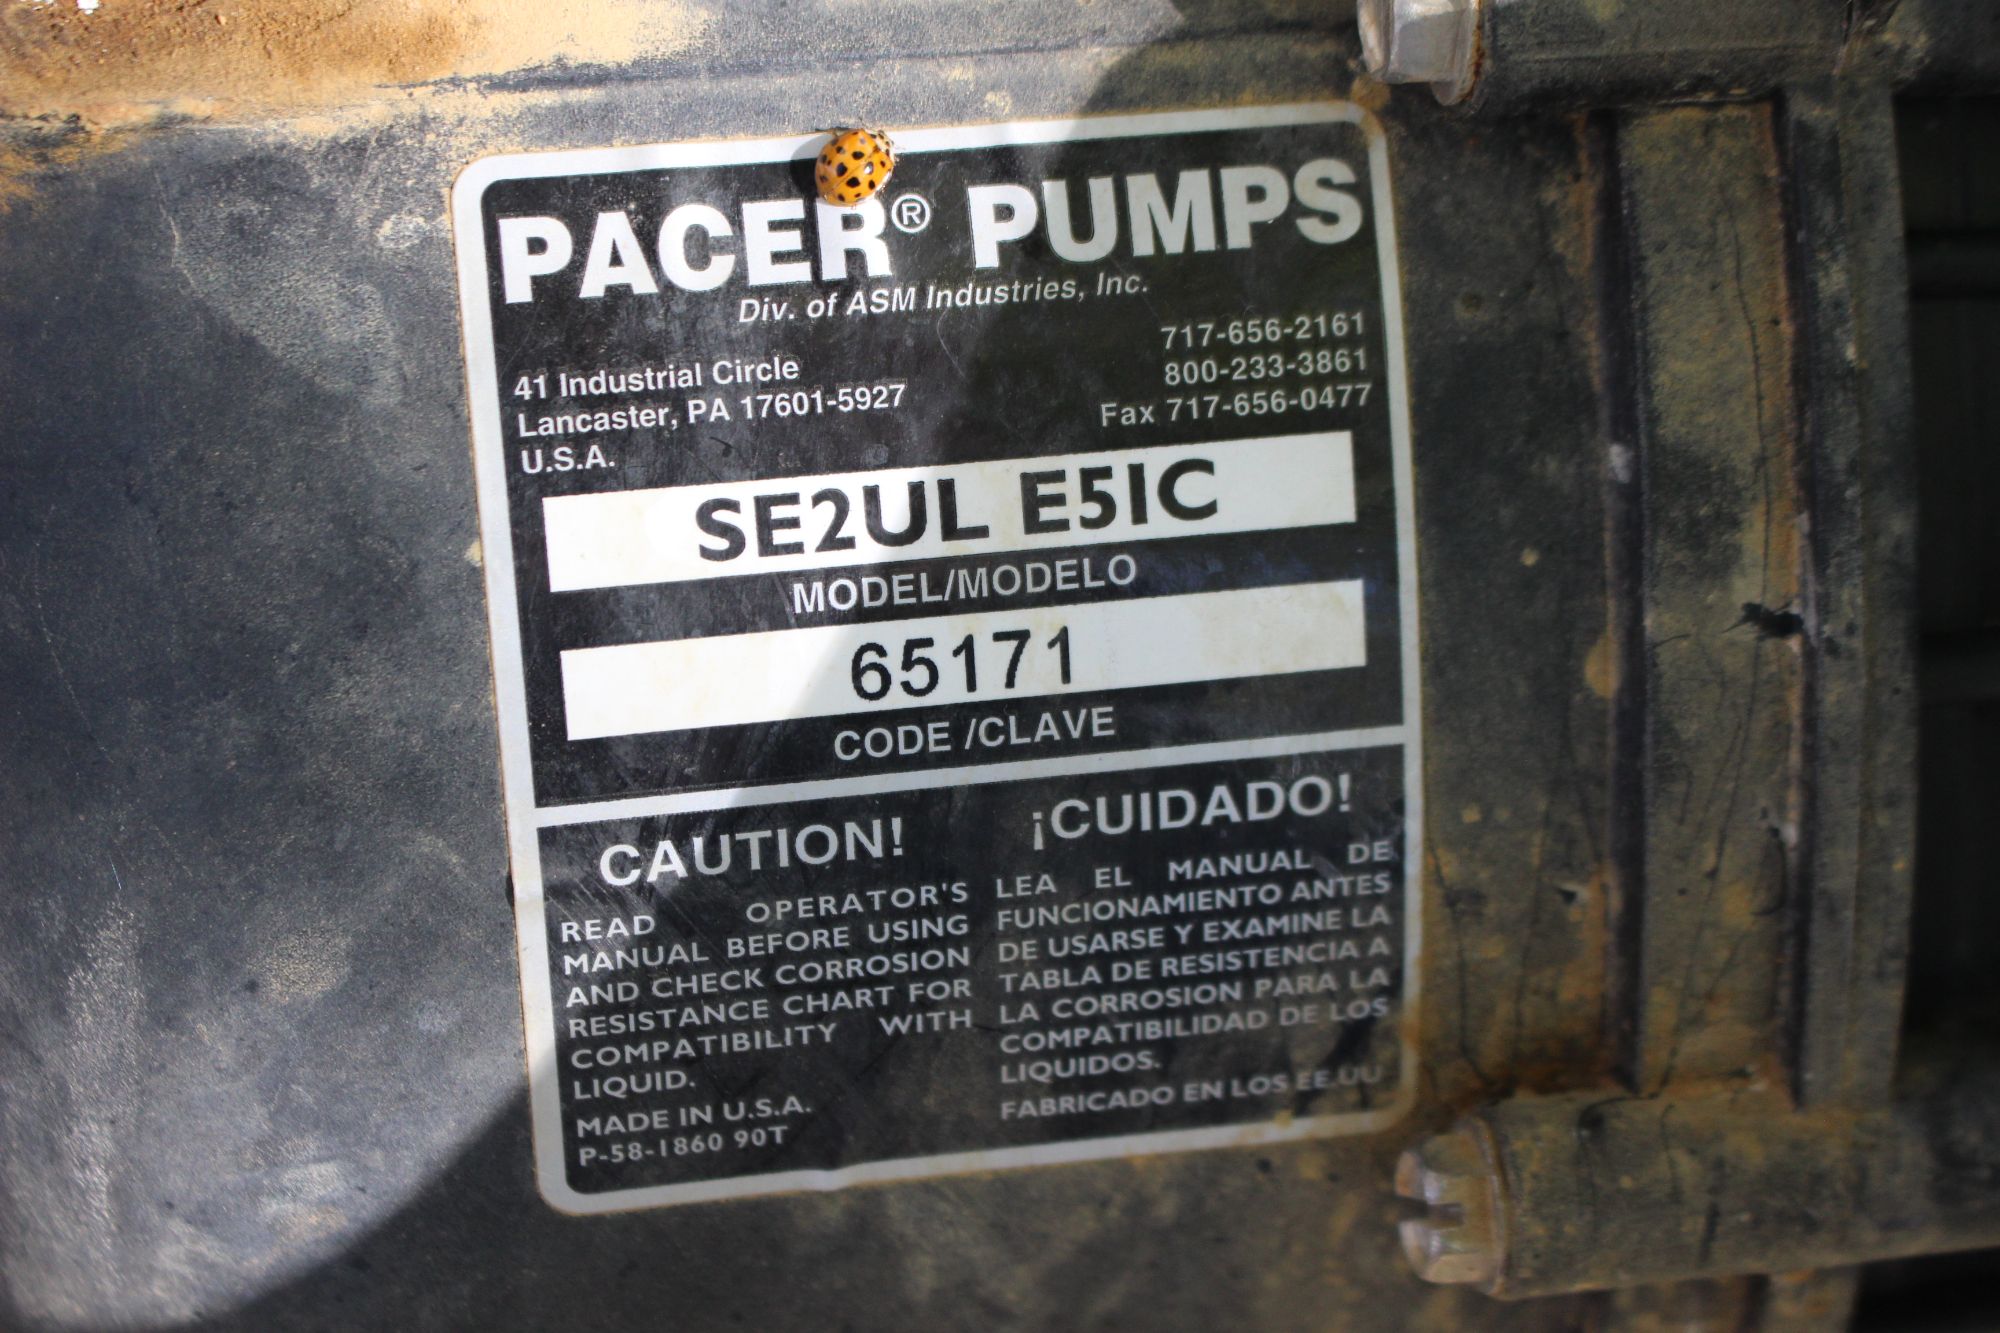 PACER® PUMPS
Div. of ASM Industries, Inc.
41 Industrial Circle
Lancaster, PA 17601-5927
U.S.A.
717-656-2161
800-233-3861
Fax 717-656-0477
SE2UL E5IC
MODEL/MODELO
65171
CODE /CLAVE
CAUTION!
READ OPERATOR'S
MANUAL BEFORE USING
AND CHECK CORROSION
RESISTANCE CHART FOR
COMPATIBILITY WITH
LIQUID.
MADE IN U.S.A.
P-58-1860 90T
¡CUIDADO!
LEA EL MANUAL DE
FUNCIONAMIENTO ANTES
DE USARSE Y EXAMINE LA
TABLA DE RESISTENCIA A
LA CORROSION PARA LA
COMPATIBILIDAD DE LOS
LIQUIDOS.
FABRICADO EN LOS EE.UU